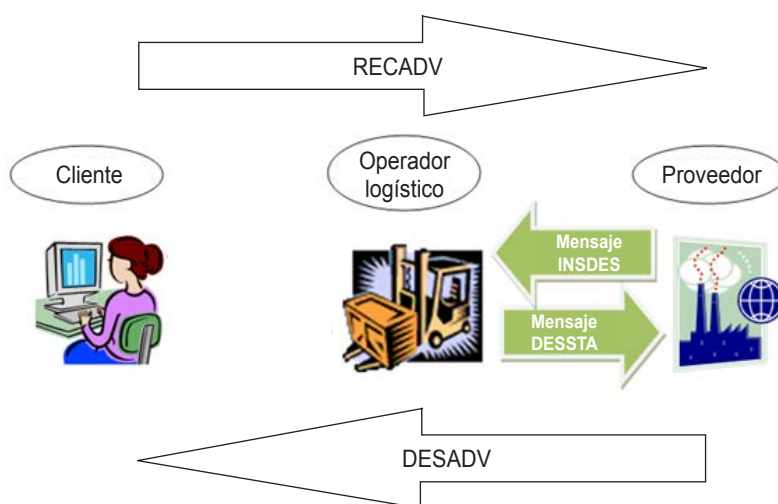 RECADV
Cliente
Operador
logístico
Proveedor
Mensaje
INSDES
Mensaje
DESSTA
DESADV